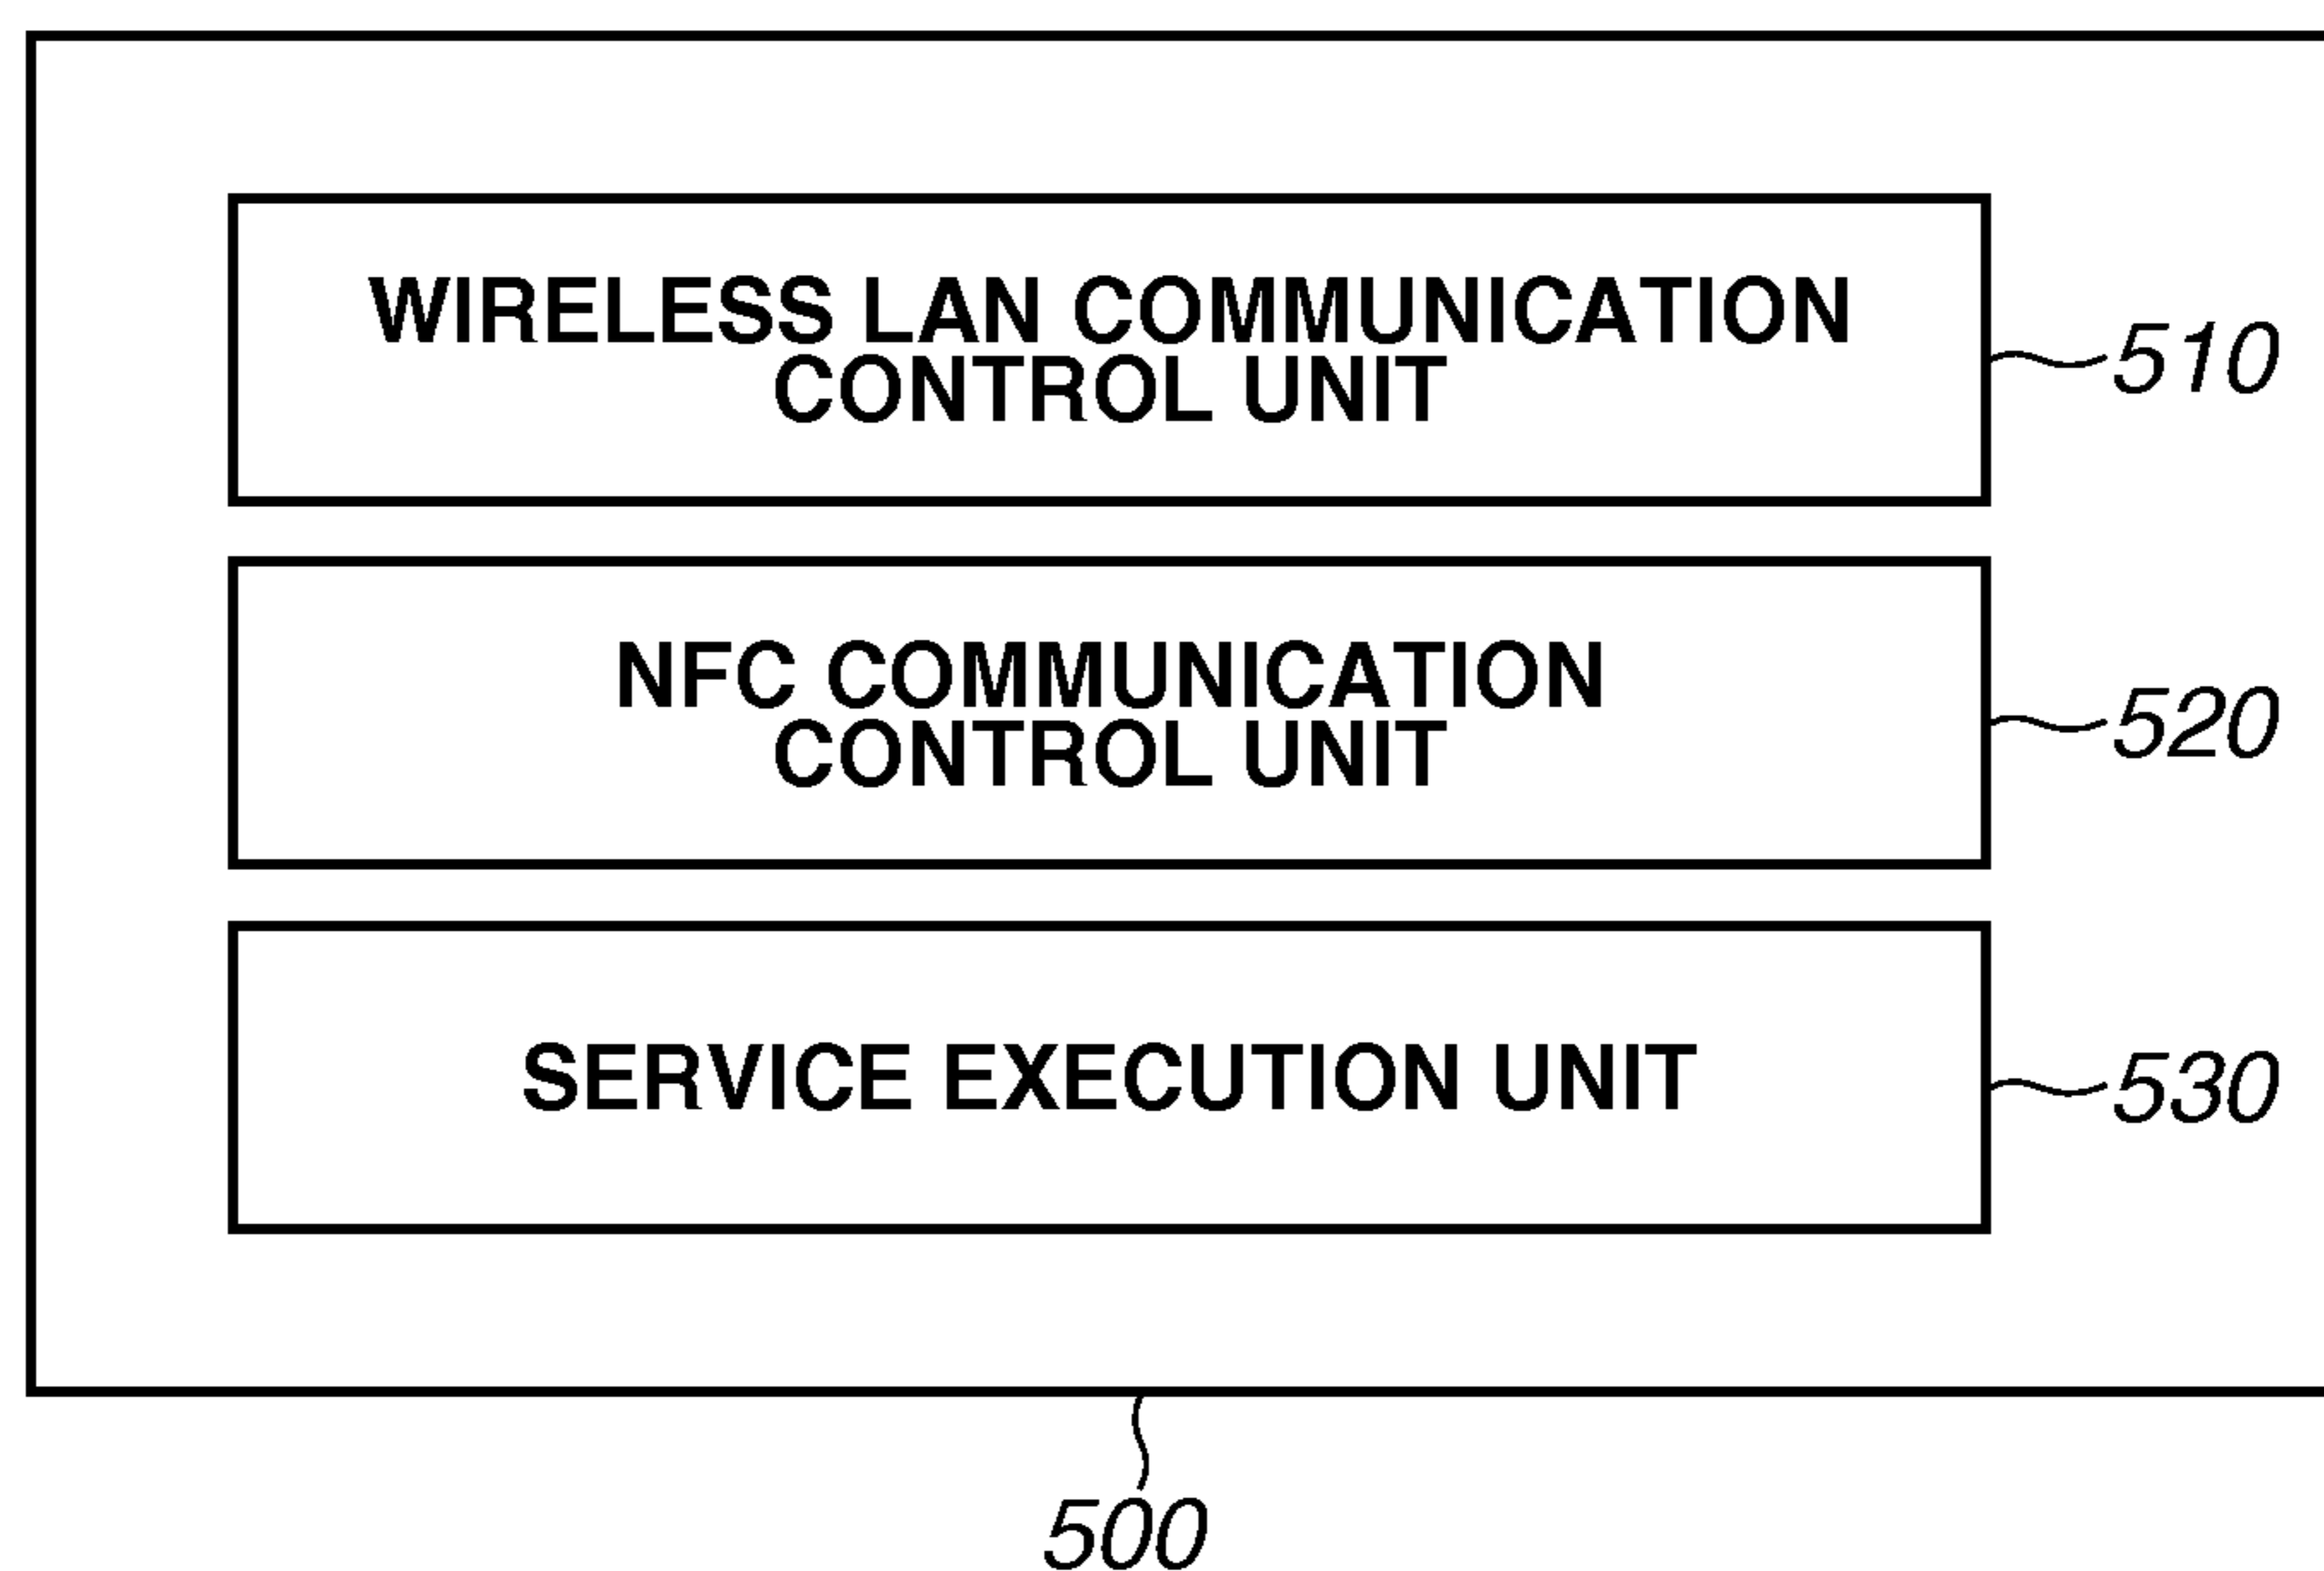 WIRELESS LAN COMMUNICATION
CONTROL UNIT
510
NFC COMMUNICATION
CONTROL UNIT
520
SERVICE EXECUTION UNIT
530
500